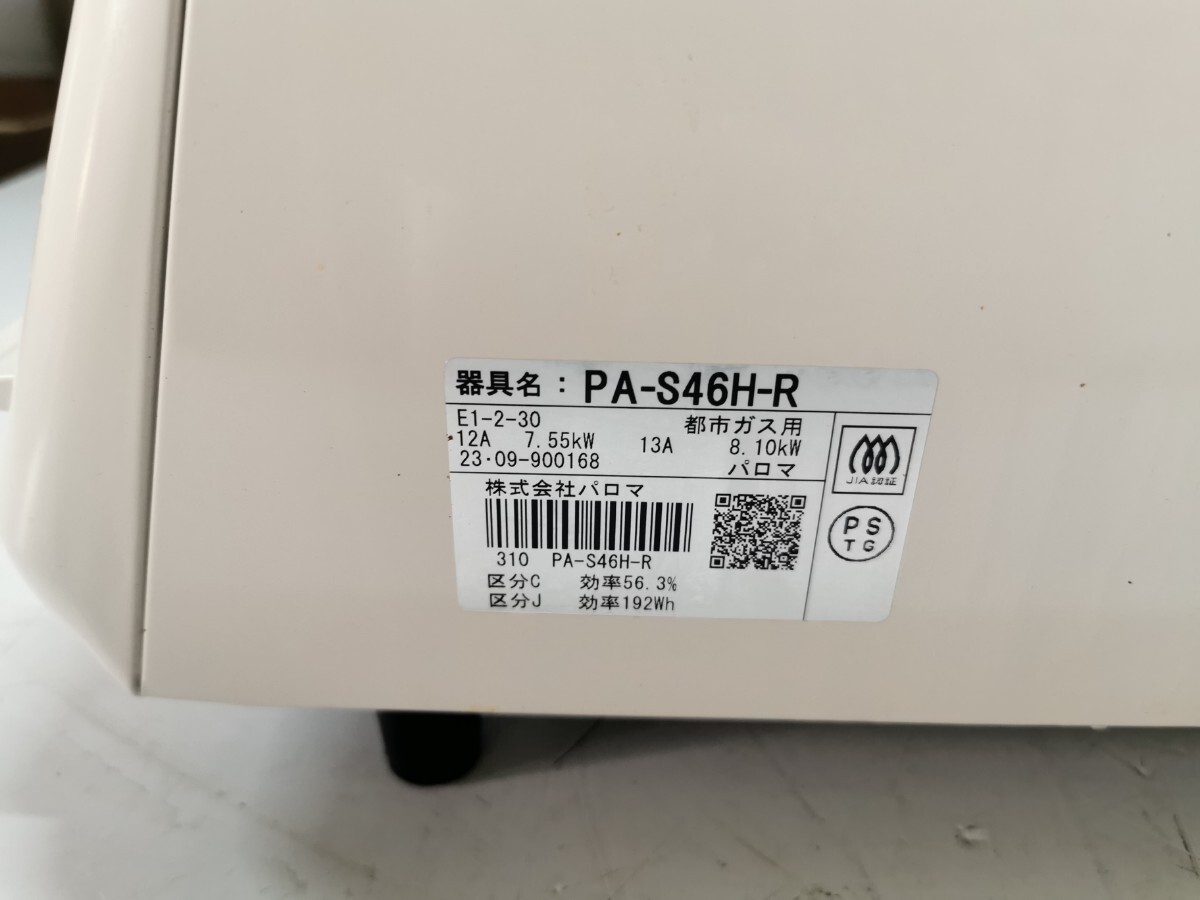 器具名：PA-S46H-R
E1-2-30 都市ガス用
12A 7.55kW 13A 8.10kW
23・09-900168 パロマ
JIA認証
株式会社パロマ
PS
TG
310 PA-S46H-R
区分C 効率56.3%
区分J 効率192Wh